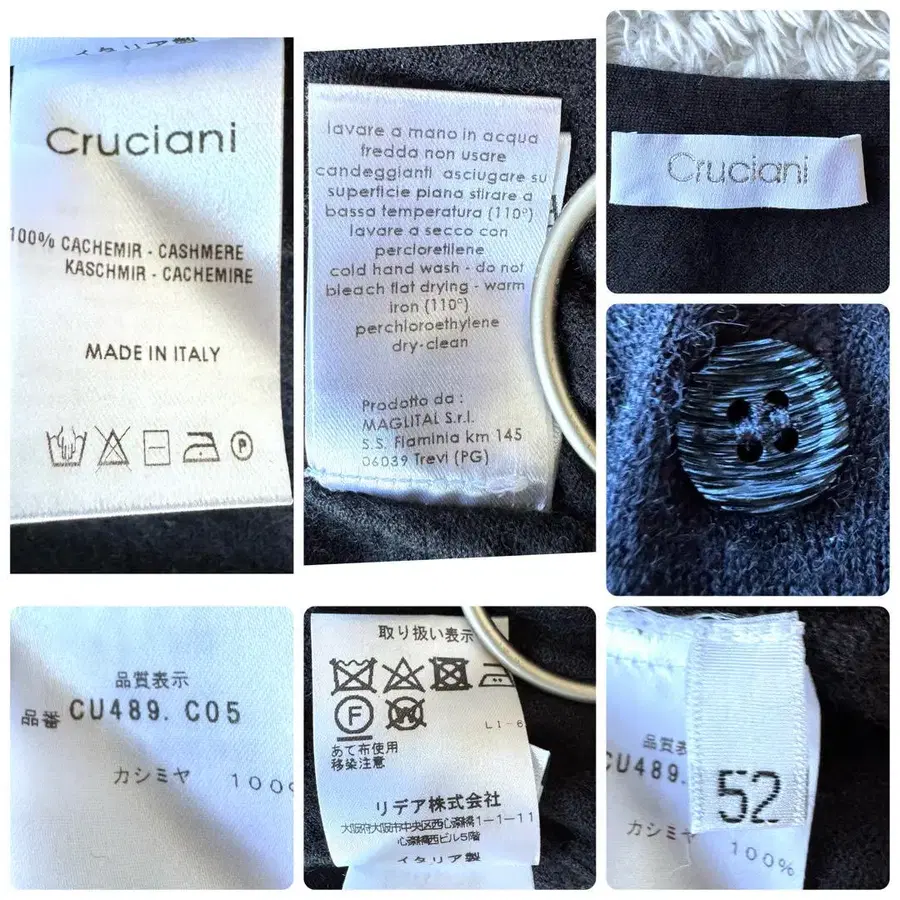 イタリア製
Cruciani
100% CACHEMIR - CASHMERE
KASCHMIR - CACHEMIRE
MADE IN ITALY
P
lavare a mano in acqua
fredda non usare
candeggianti asciugare su
superficie piana stirare a
bassa temperatura (110°)
lavare a secco con
percloretilene
cold hand wash - do not
bleach flat drying - warm
iron (110°)
perchloroethylene
dry-clean
Prodotto da :
MAGLITAL S.r.l.
S.S. Flaminia km 145
06039 Trevi (PG)
Cruciani
品質表示
品番 CU489. C05
カシミヤ 100%
取り扱い表示
F
W
L1-6
あて布使用
移染注意
リデア株式会社
大阪府大阪市中央区西心斎橋1-1-11
心斎橋西ビル5階
イタリア製
品質表
CU489.
カシミヤ
100%
52